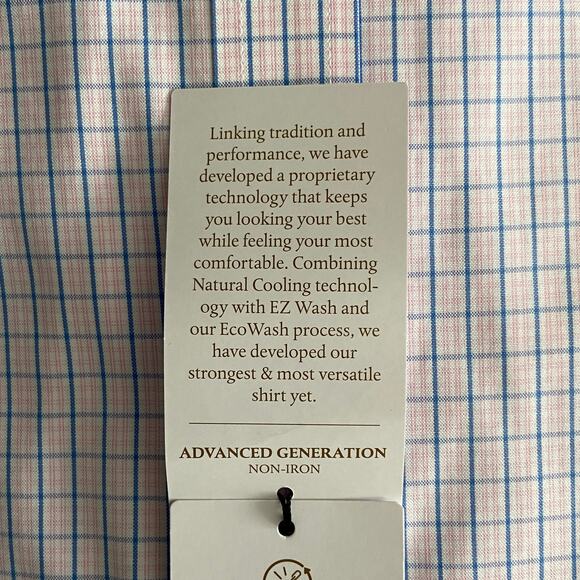 Linking tradition and
performance, we have
developed a proprietary
technology that keeps
you looking your best
while feeling your most
comfortable. Combining
Natural Cooling technol-
ogy with EZ Wash and
our EcoWash process, we
have developed our
strongest & most versatile
shirt yet.
ADVANCED GENERATION
NON-IRON